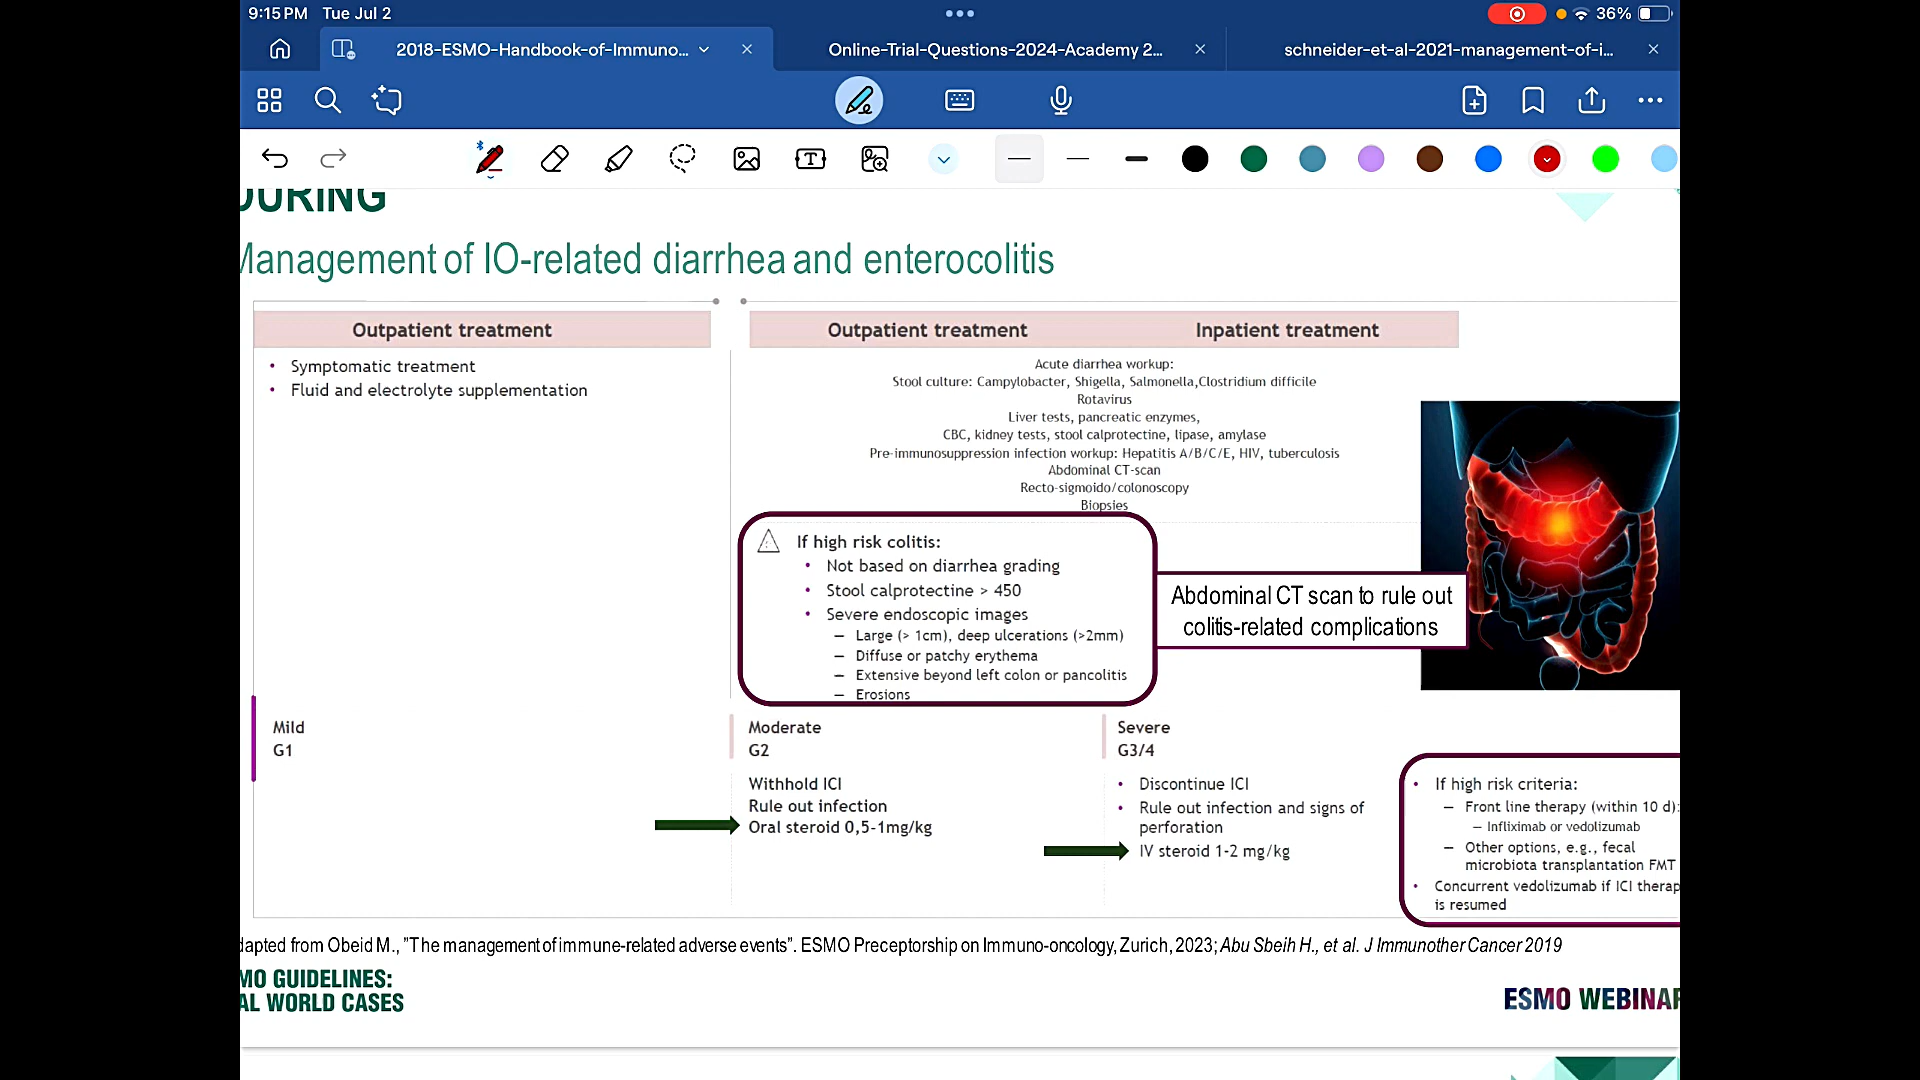 9:15 PM Tue Jul 2
36%
2018-ESMO-Handbook-of-Immuno...
Online-Trial-Questions-2024-Academy 2...
schneider-et-al-2021-management-of-i...
DURING
Management of IO-related diarrhea and enterocolitis
Outpatient treatment
• Symptomatic treatment
• Fluid and electrolyte supplementation
Outpatient treatment
Inpatient treatment
Acute diarrhea workup:
Stool culture: Campylobacter, Shigella, Salmonella,Clostridium difficile
Rotavirus
Liver tests, pancreatic enzymes,
CBC, kidney tests, stool calprotectine, lipase, amylase
Pre-immunosuppression infection workup: Hepatitis A/B/C/E, HIV, tuberculosis
Abdominal CT-scan
Recto-sigmoido/colonoscopy
Biopsies
If high risk colitis:
• Not based on diarrhea grading
• Stool calprotectine > 450
• Severe endoscopic images
– Large (> 1cm), deep ulcerations (>2mm)
– Diffuse or patchy erythema
– Extensive beyond left colon or pancolitis
– Erosions
Abdominal CT scan to rule out
colitis-related complications
Mild
G1
Moderate
G2
Withhold ICI
Rule out infection
Oral steroid 0,5-1mg/kg
Severe
G3/4
• Discontinue ICI
• Rule out infection and signs of
perforation
IV steroid 1-2 mg/kg
• If high risk criteria:
– Front line therapy (within 10 d):
– Infliximab or vedolizumab
– Other options, e.g., fecal
microbiota transplantation FMT
• Concurrent vedolizumab if ICI therap
is resumed
dapted from Obeid M., "The management of immune-related adverse events". ESMO Preceptorship on Immuno-oncology, Zurich, 2023; Abu Sbeih H., et al. J Immunother Cancer 2019
MO GUIDELINES:
AL WORLD CASES
ESMO WEBINAR